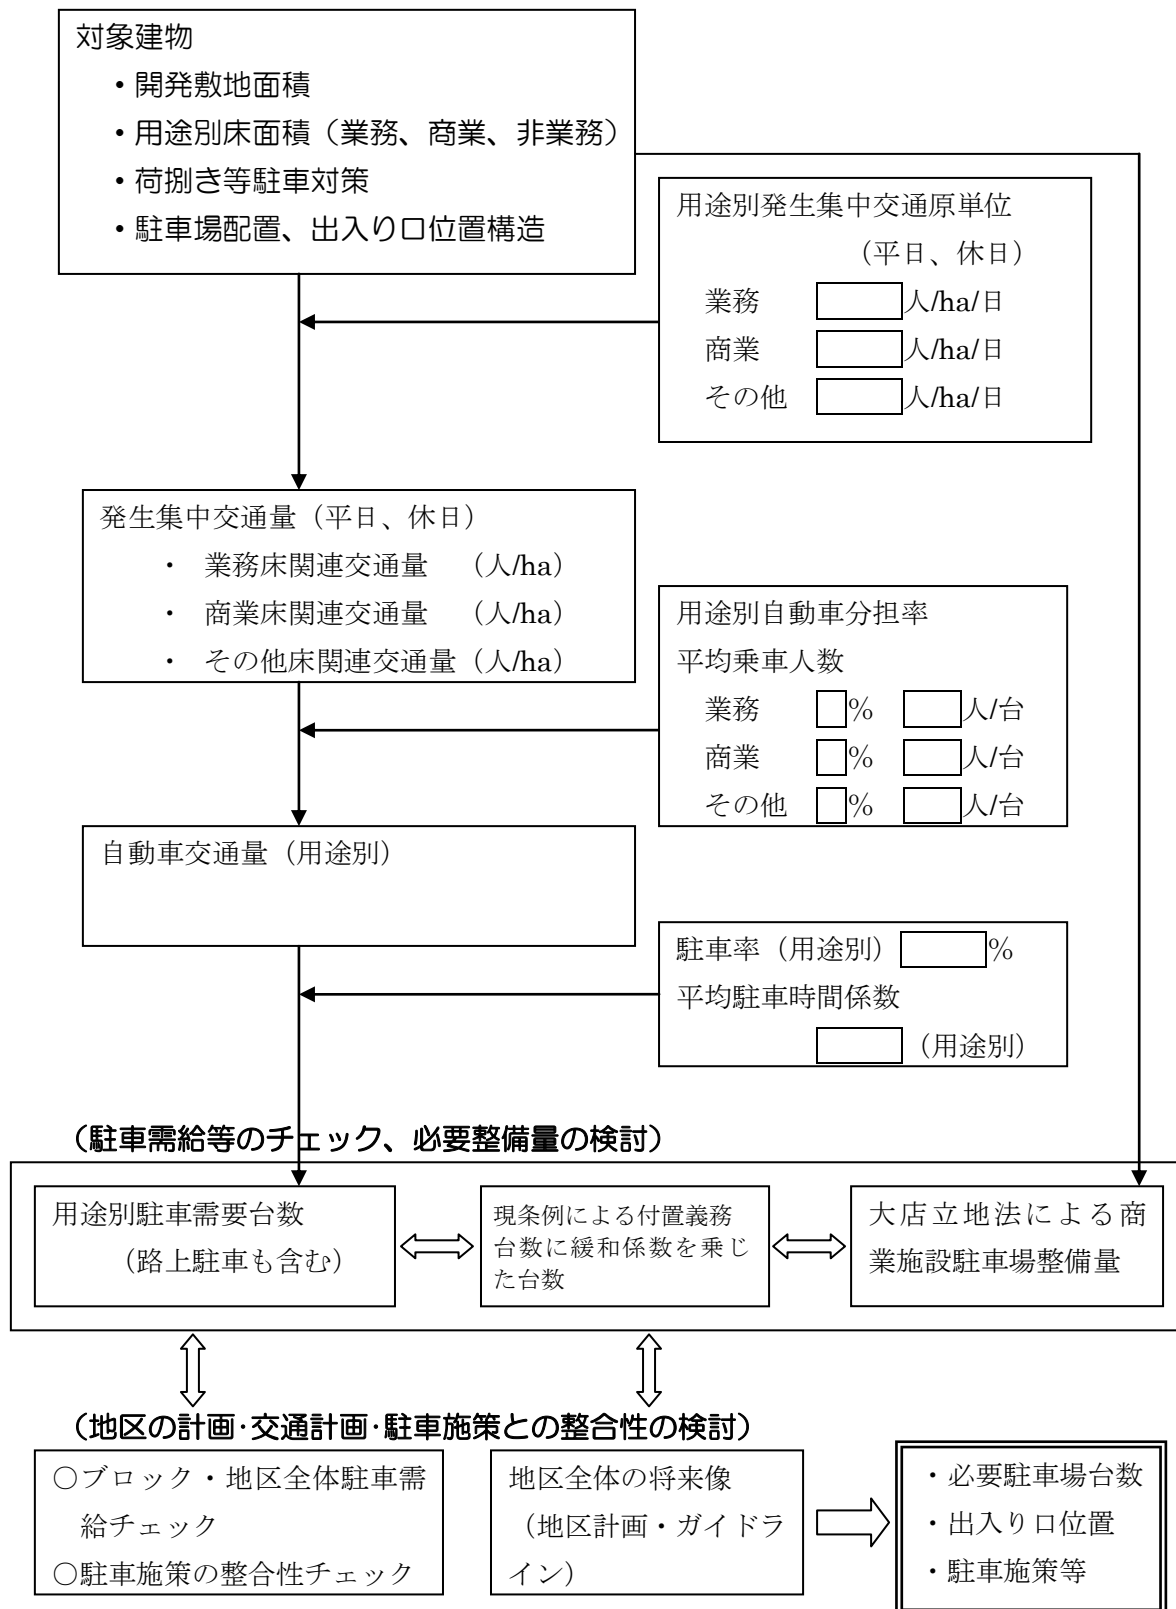 対象建物
・開発敷地面積
・用途別床面積（業務、商業、非業務）
・荷捌き等駐車対策
・駐車場配置、出入り口位置構造
用途別発生集中交通原単位
（平日、休日）
業務 人/ha/日
商業 人/ha/日
その他 人/ha/日
発生集中交通量（平日、休日）
・ 業務床関連交通量 （人/ha）
・ 商業床関連交通量 （人/ha）
・ その他床関連交通量（人/ha）
用途別自動車分担率
平均乗車人数
業務 % 人/台
商業 % 人/台
その他 % 人/台
自動車交通量（用途別）
駐車率（用途別） %
平均駐車時間係数
（用途別）
（駐車需給等のチェック、必要整備量の検討）
用途別駐車需要台数
（路上駐車も含む）
現条例による付置義務
台数に緩和係数を乗じ
た台数
大店立地法による商
業施設駐車場整備量
（地区の計画･交通計画･駐車施策との整合性の検討）
○ブロック・地区全体駐車需
給チェック
○駐車施策の整合性チェック
地区全体の将来像
（地区計画・ガイドラ
イン）
・必要駐車場台数
・出入り口位置
・駐車施策等